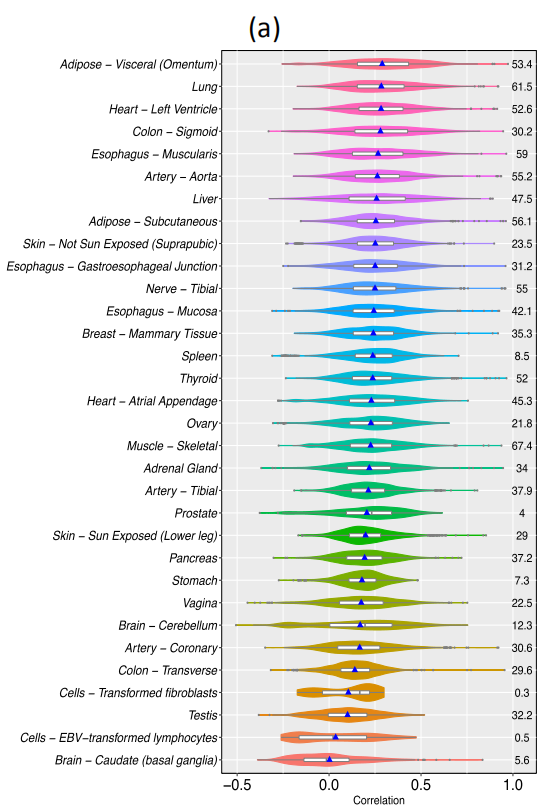 (a)
Adipose − Visceral (Omentum) 53.4
Lung 61.5
Heart − Left Ventricle 52.6
Colon − Sigmoid 30.2
Esophagus − Muscularis 59
Artery − Aorta 55.2
Liver 47.5
Adipose − Subcutaneous 56.1
Skin − Not Sun Exposed (Suprapubic) 23.5
Esophagus − Gastroesophageal Junction 31.2
Nerve − Tibial 55
Esophagus − Mucosa 42.1
Breast − Mammary Tissue 35.3
Spleen 8.5
Thyroid 52
Heart − Atrial Appendage 45.3
Ovary 21.8
Muscle − Skeletal 67.4
Adrenal Gland 34
Artery − Tibial 37.9
Prostate 4
Skin − Sun Exposed (Lower leg) 29
Pancreas 37.2
Stomach 7.3
Vagina 22.5
Brain − Cerebellum 12.3
Artery − Coronary 30.6
Colon − Transverse 29.6
Cells − Transformed fibroblasts 0.3
Testis 32.2
Cells − EBV−transformed lymphocytes 0.5
Brain − Caudate (basal ganglia) 5.6
−0.5 0.0 0.5 1.0
Correlation